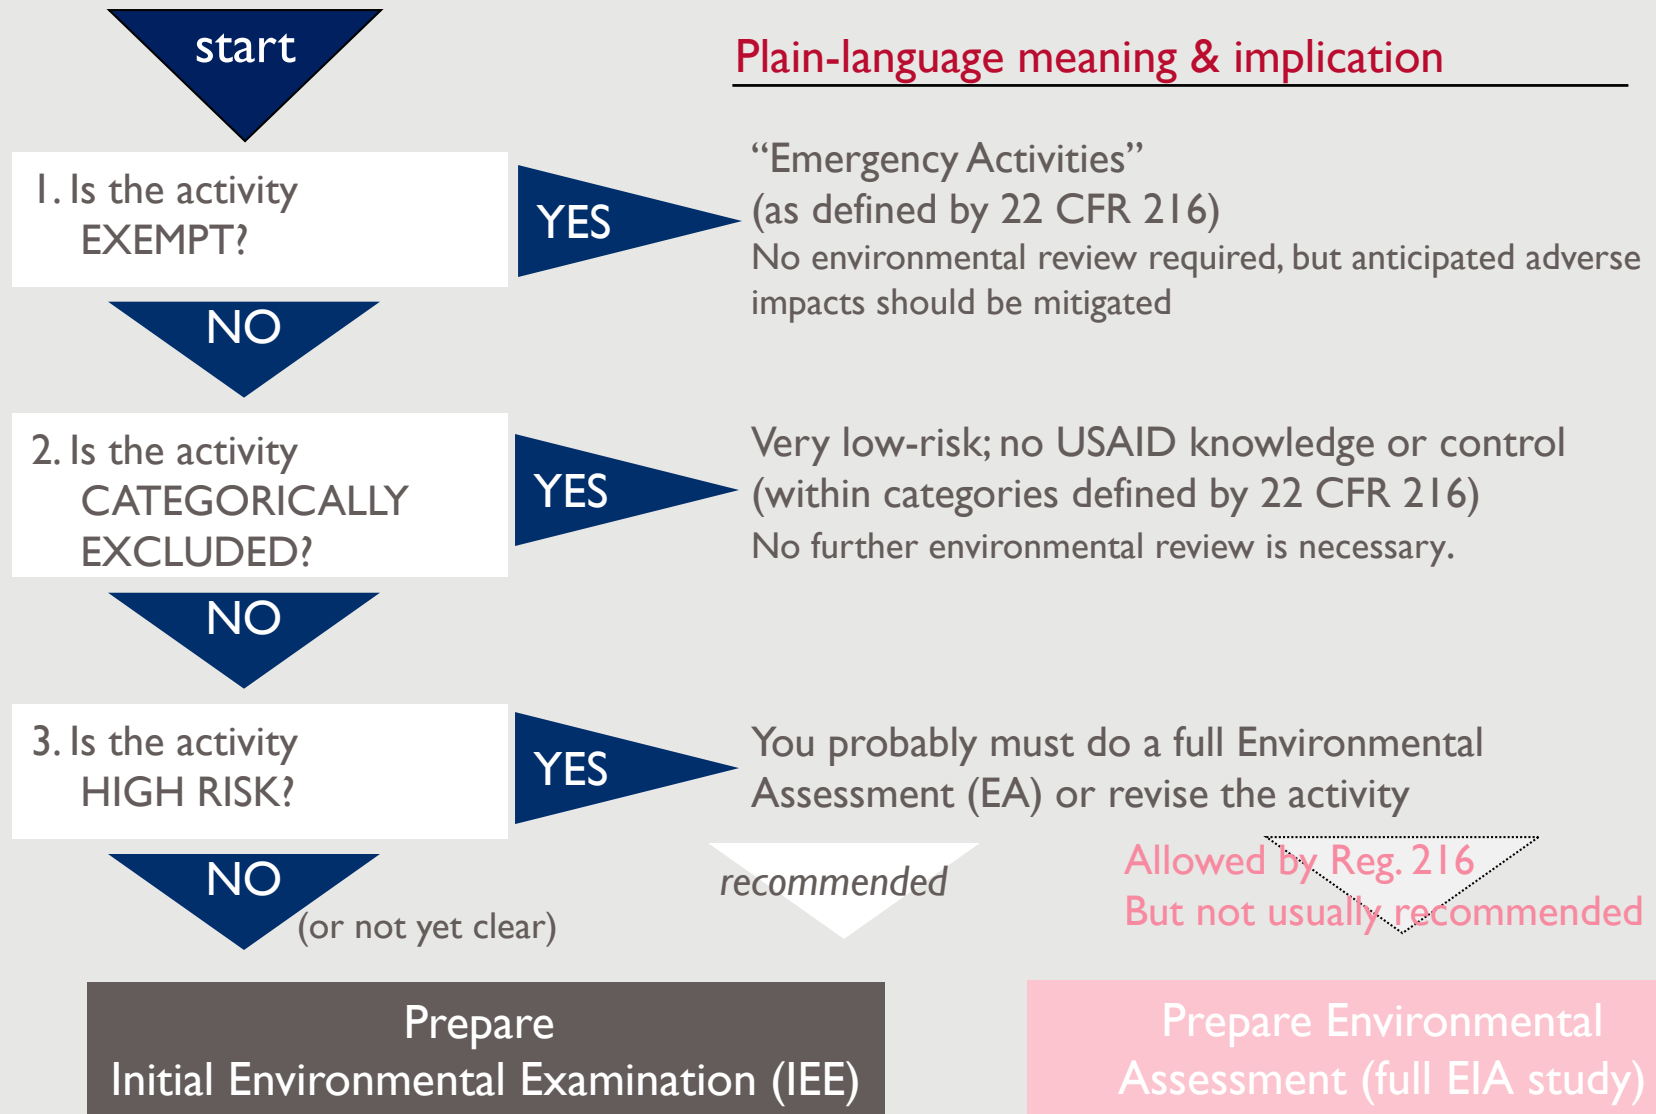 start
Plain-language meaning & implication
1. Is the activity
EXEMPT?
YES
“Emergency Activities”
(as defined by 22 CFR 216)
No environmental review required, but anticipated adverse
impacts should be mitigated
NO
2. Is the activity
CATEGORICALLY
EXCLUDED?
YES
Very low-risk; no USAID knowledge or control
(within categories defined by 22 CFR 216)
No further environmental review is necessary.
NO
3. Is the activity
HIGH RISK?
YES
You probably must do a full Environmental
Assessment (EA) or revise the activity
NO
(or not yet clear)
recommended
Allowed by Reg. 216
But not usually recommended
Prepare
Initial Environmental Examination (IEE)
Prepare Environmental
Assessment (full EIA study)